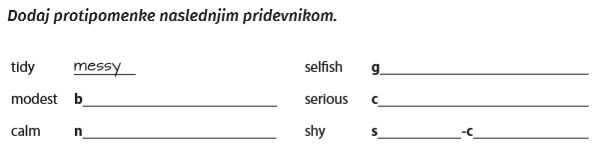 Dodaj protipomenke naslednjim pridevnikom.
tidy messy selfish g
modest b serious c
calm n shy s -c